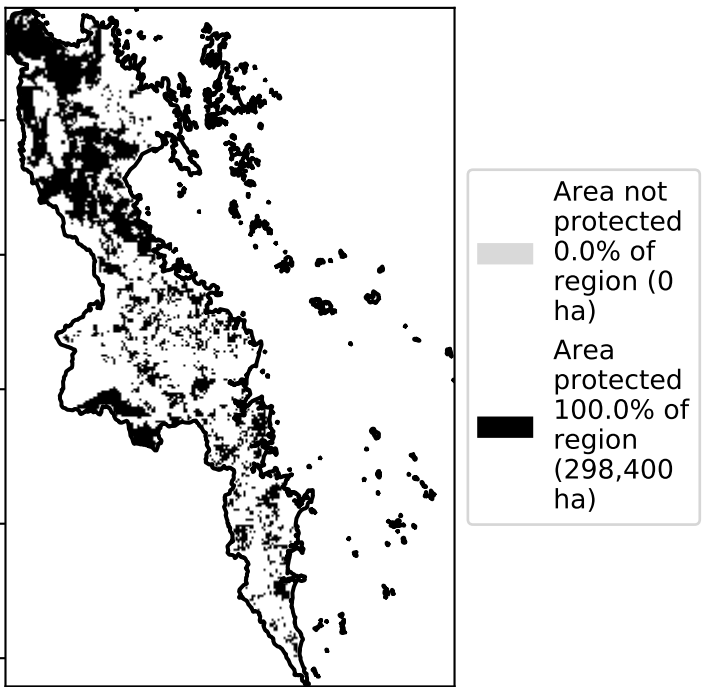 Area not
protected
0.0% of
region (0
ha)
Area
protected
100.0% of
region
(298,400
ha)